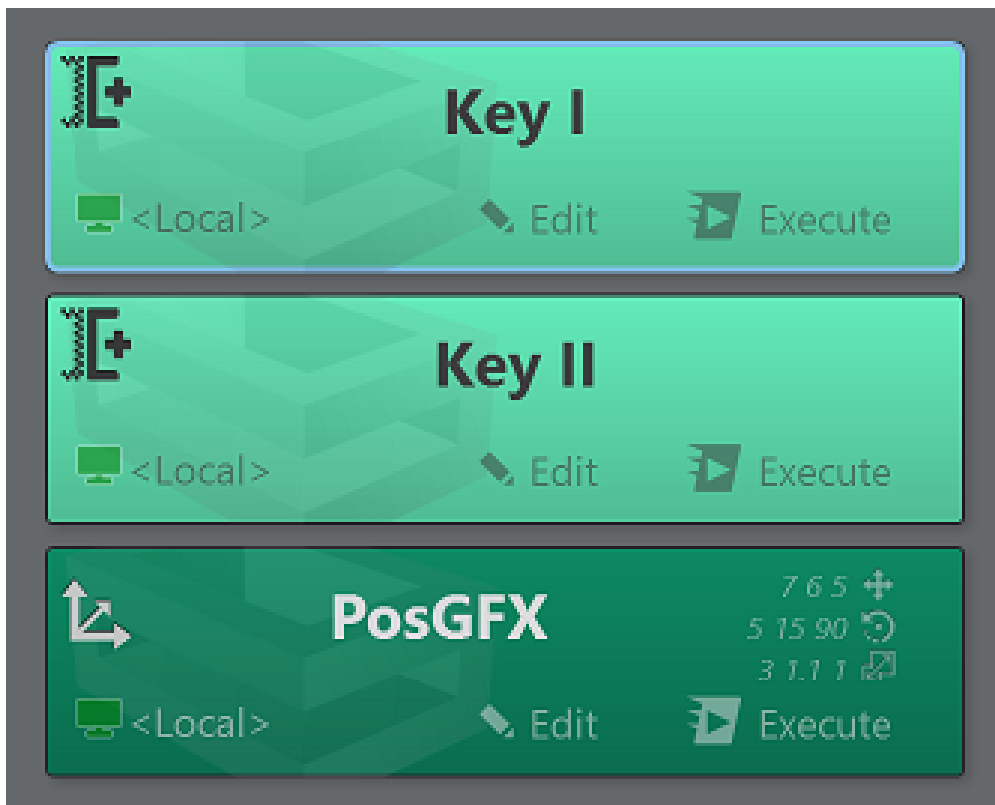 Key I
<Local> Edit Execute
Key II
<Local> Edit Execute
PosGFX
7 6 5
5 15 90
3 1.1 1
<Local> Edit Execute